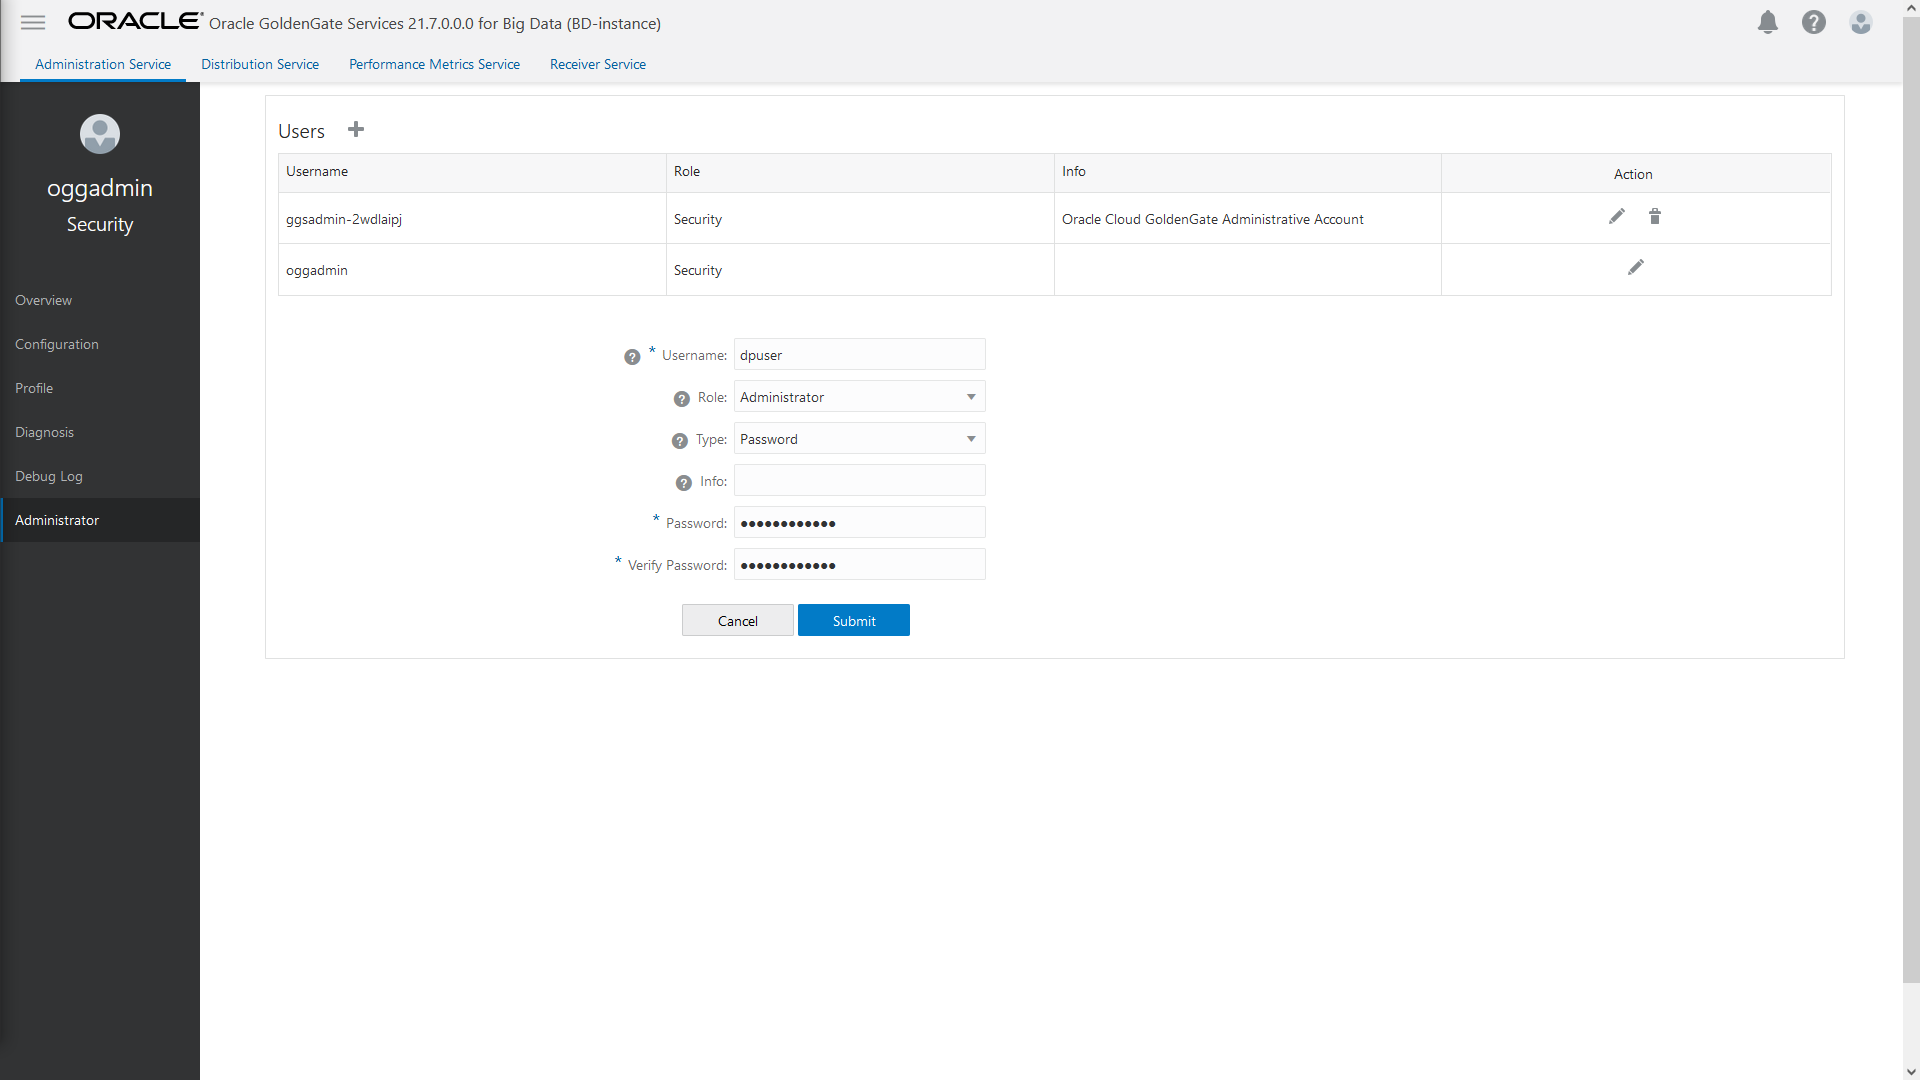 ORACLE Oracle GoldenGate Services 21.7.0.0.0 for Big Data (BD-instance)
Administration Service Distribution Service Performance Metrics Service Receiver Service
oggadmin
Security
Overview
Configuration
Profile
Diagnosis
Debug Log
Administrator
Users
Username Role Info Action
ggsadmin-2wdlaipj Security Oracle Cloud GoldenGate Administrative Account
oggadmin Security
* Username: dpuser
Role: Administrator
Type: Password
Info:
* Password: ••••••••••••
* Verify Password: ••••••••••••
Cancel Submit